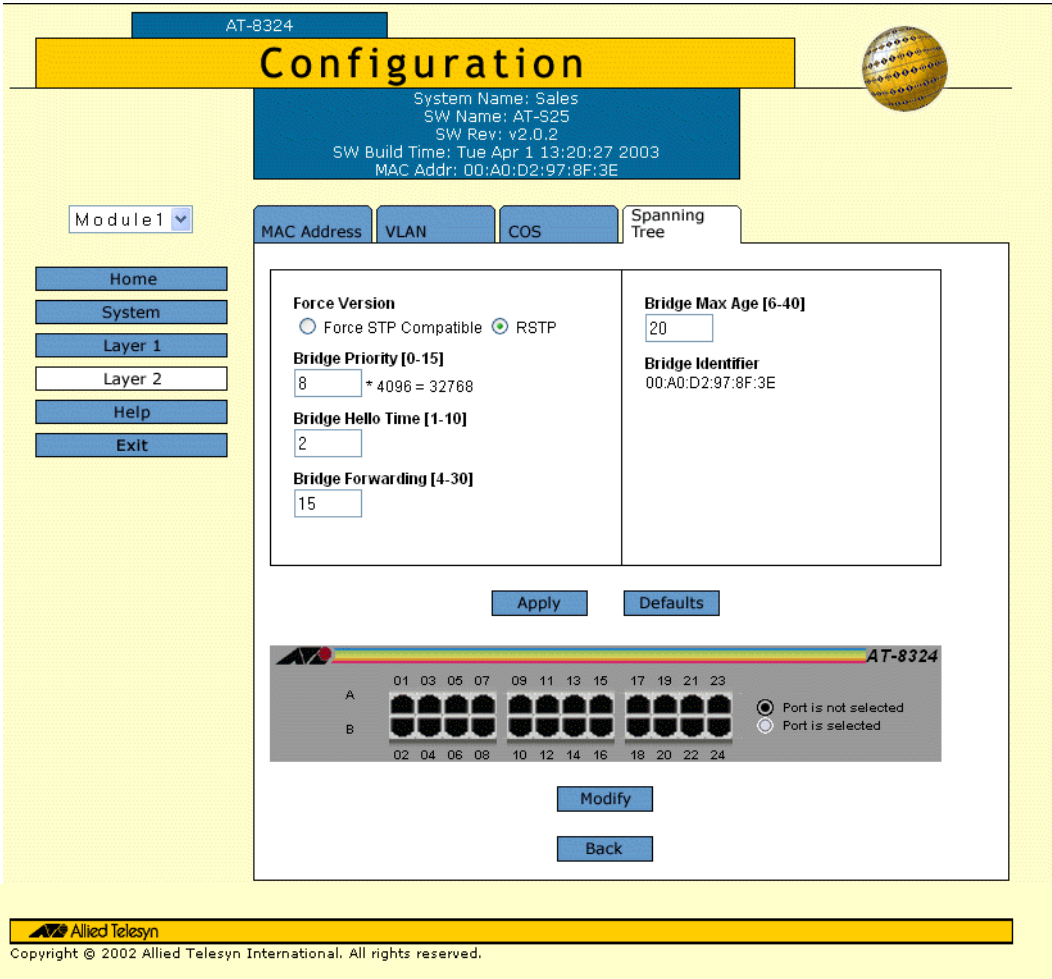 AT-8324
Configuration
System Name: Sales
SW Name: AT-S25
SW Rev: v2.0.2
SW Build Time: Tue Apr 1 13:20:27 2003
MAC Addr: 00:A0:D2:97:8F:3E
Module1
Home
System
Layer 1
Layer 2
Help
Exit
MAC Address
VLAN
COS
Spanning
Tree
Force Version
Force STP Compatible RSTP
Bridge Priority [0-15]
8 * 4096 = 32768
Bridge Hello Time [1-10]
2
Bridge Forwarding [4-30]
15
Bridge Max Age [6-40]
20
Bridge Identifier
00:A0:D2:97:8F:3E
Apply
Defaults
AT-8324
01 03 05 07 09 11 13 15 17 19 21 23
A
B
02 04 06 08 10 12 14 16 18 20 22 24
Port is not selected
Port is selected
Modify
Back
Allied Telesyn
Copyright © 2002 Allied Telesyn International. All rights reserved.